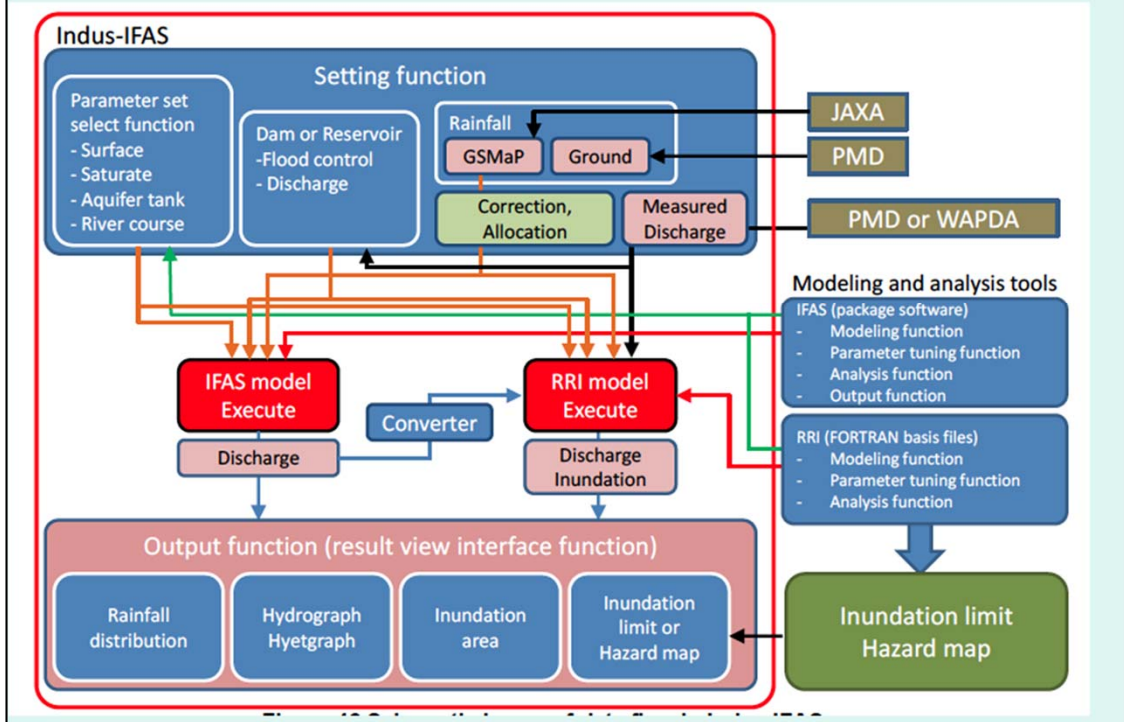 Indus-IFAS
Setting function
Parameter set
select function
- Surface
- Saturate
- Aquifer tank
- River course
Dam or Reservoir
-Flood control
- Discharge
Rainfall
GSMaP
Ground
Correction,
Allocation
Measured
Discharge
JAXA
PMD
PMD or WAPDA
Modeling and analysis tools
IFAS (package software)
- Modeling function
- Parameter tuning function
- Analysis function
- Output function
RRI (FORTRAN basis files)
- Modeling function
- Parameter tuning function
- Analysis function
IFAS model
Execute
RRI model
Execute
Converter
Discharge
Discharge
Inundation
Output function (result view interface function)
Rainfall
distribution
Hydrograph
Hyetgraph
Inundation
area
Inundation
limit or
Hazard map
Inundation limit
Hazard map